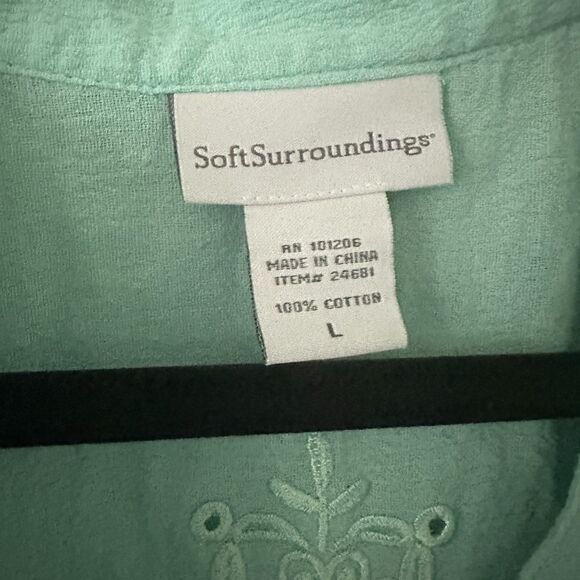 SoftSurroundings®
RN 101206
MADE IN CHINA
ITEM# 24681
100% COTTON
L